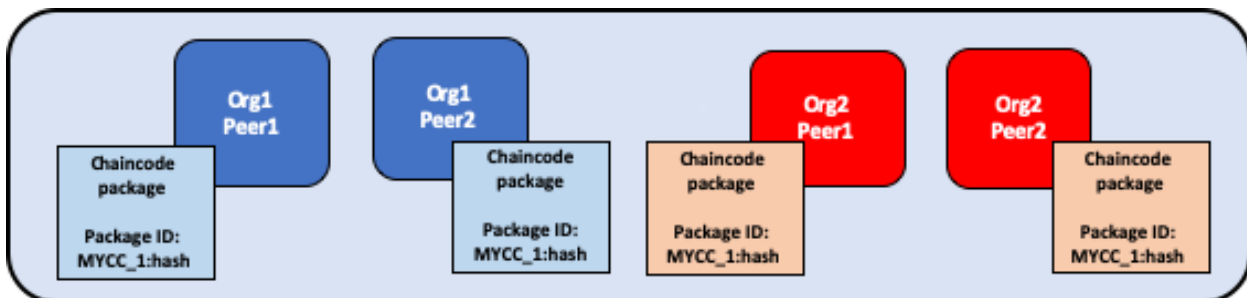 Org1
Peer1
Org1
Peer2
Org2
Peer1
Org2
Peer2
Chaincode
package
Package ID:
MYCC_1:hash
Chaincode
package
Package ID:
MYCC_1:hash
Chaincode
package
Package ID:
MYCC_1:hash
Chaincode
package
Package ID:
MYCC_1:hash